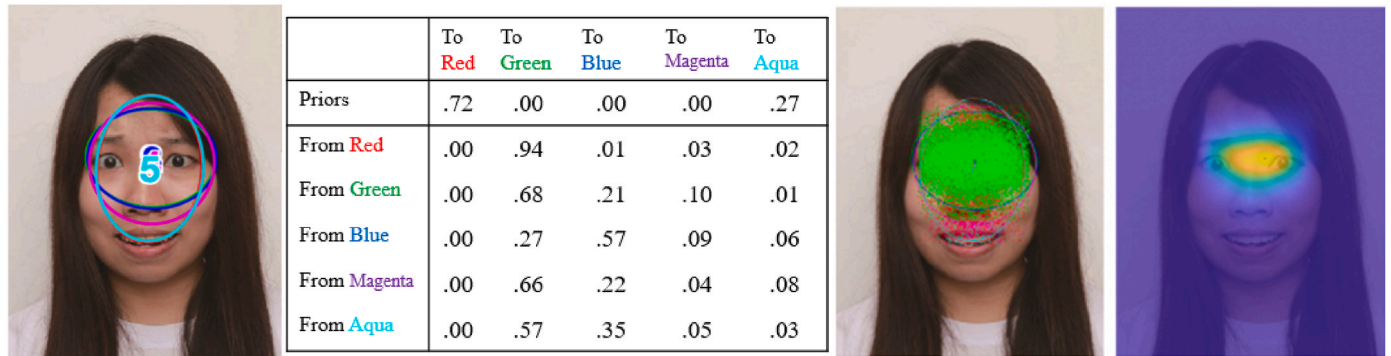 5
To To To To To
Red Green Blue Magenta Aqua
Priors .72 .00 .00 .00 .27
From Red .00 .94 .01 .03 .02
From Green .00 .68 .21 .10 .01
From Blue .00 .27 .57 .09 .06
From Magenta .00 .66 .22 .04 .08
From Aqua .00 .57 .35 .05 .03